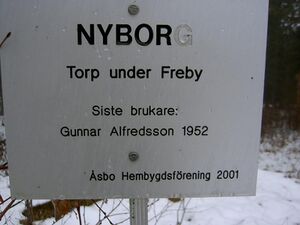 NYBORG
Torp under Freby
Siste brukare:
Gunnar Alfredsson 1952
Åsbo Hembygdsförening 2001